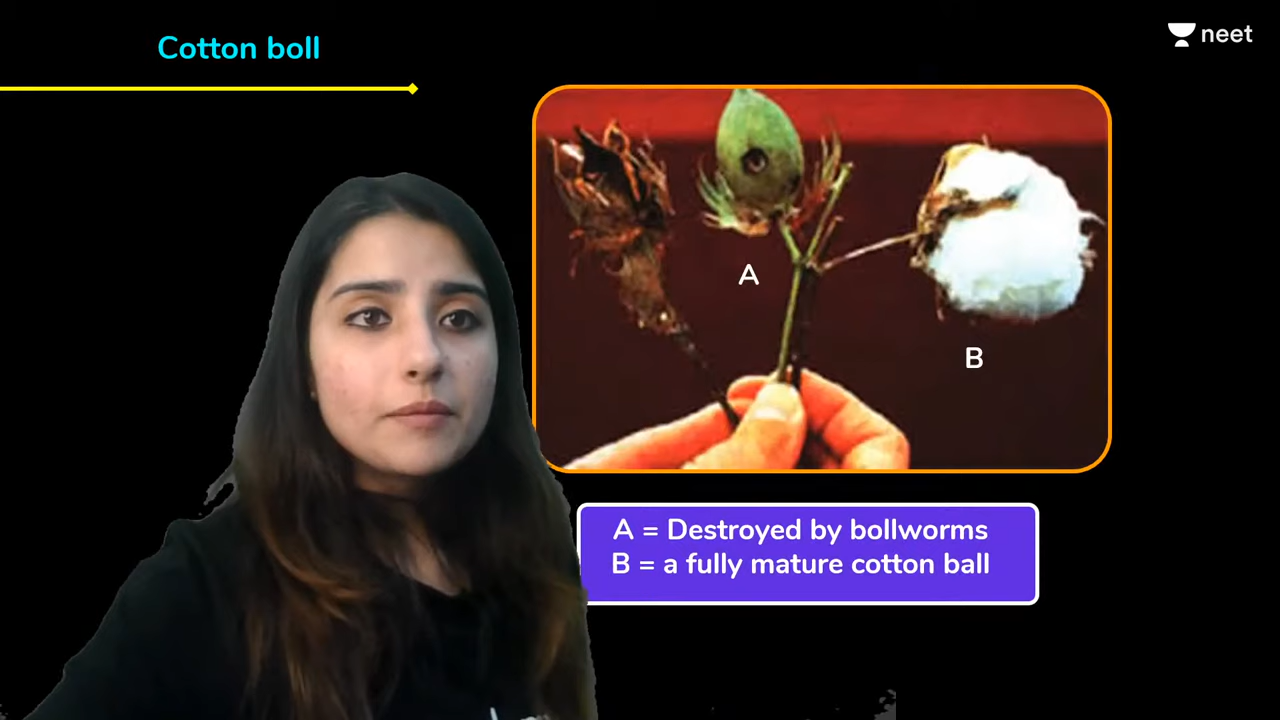 Cotton boll
neet
A
B
A = Destroyed by bollworms
B = a fully mature cotton ball